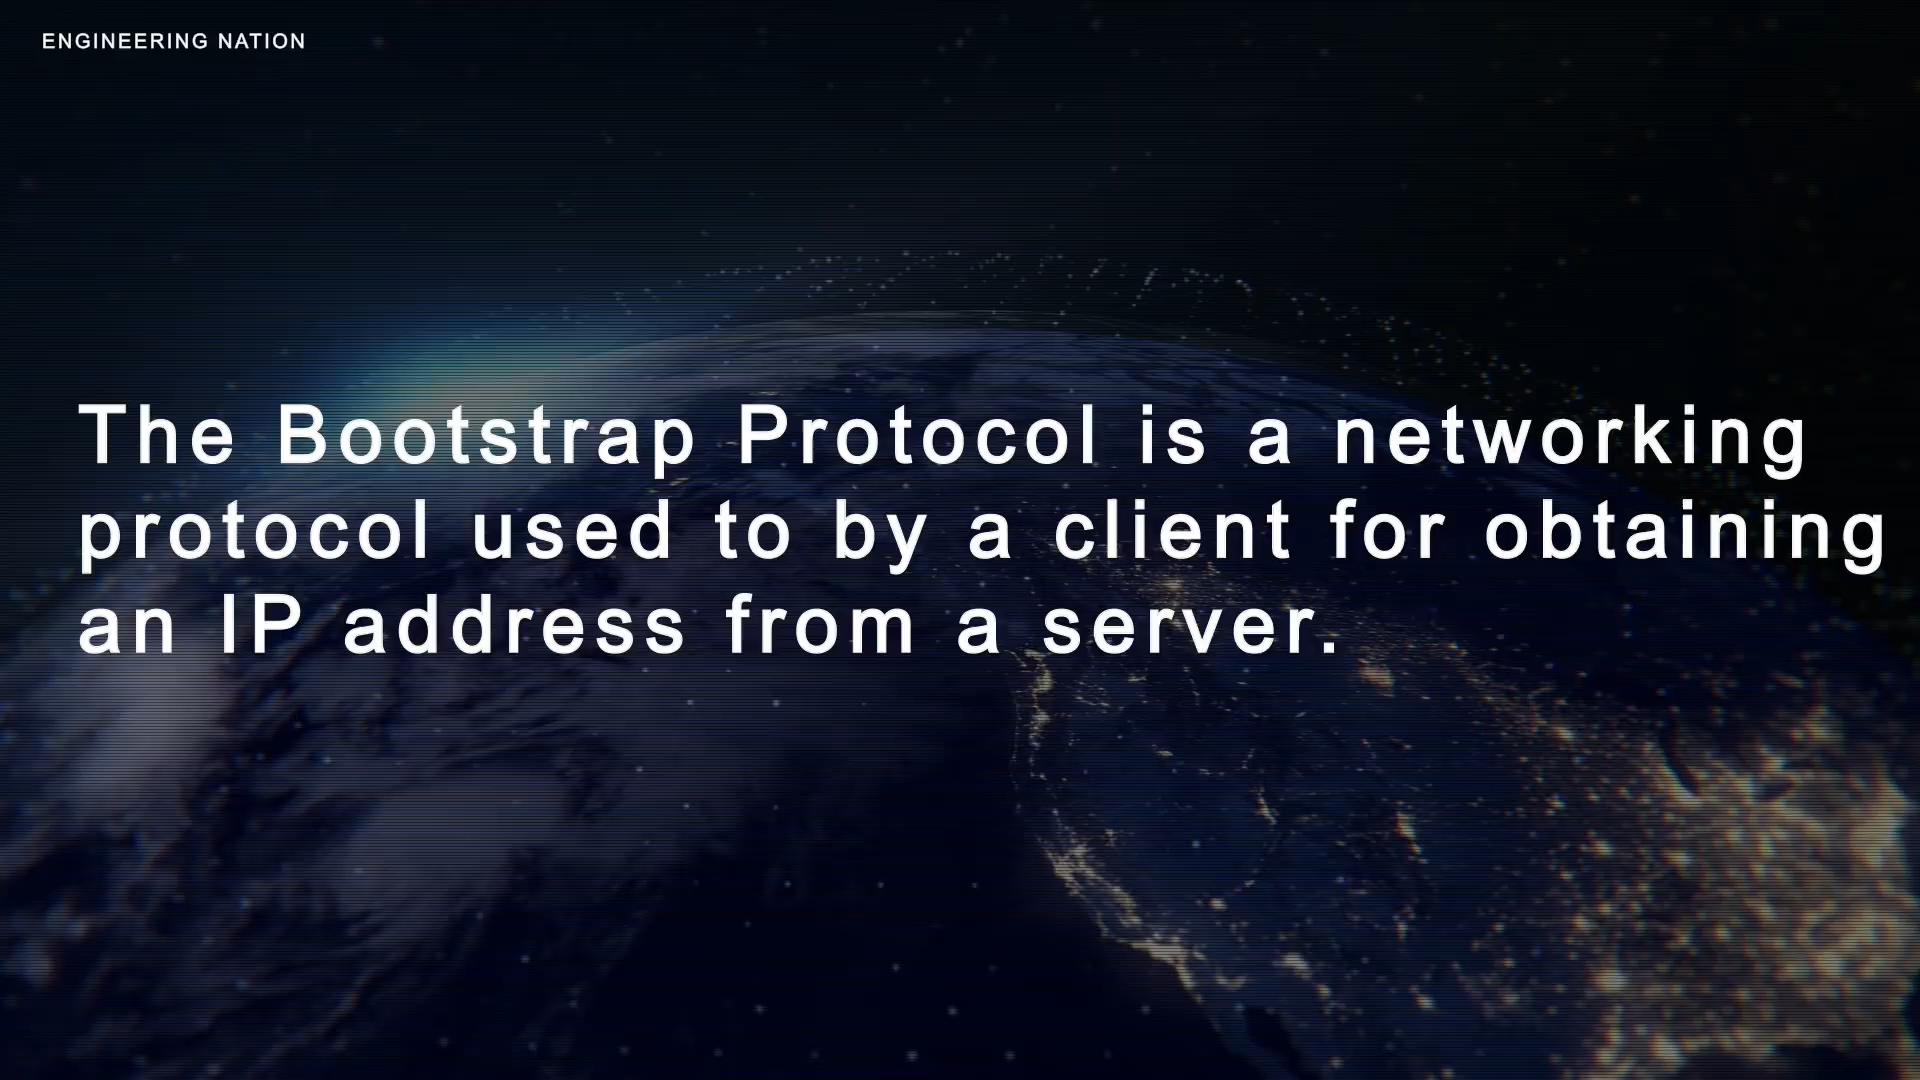 ENGINEERING NATION
The Bootstrap Protocol is a networking
protocol used to by a client for obtaining
an IP address from a server.